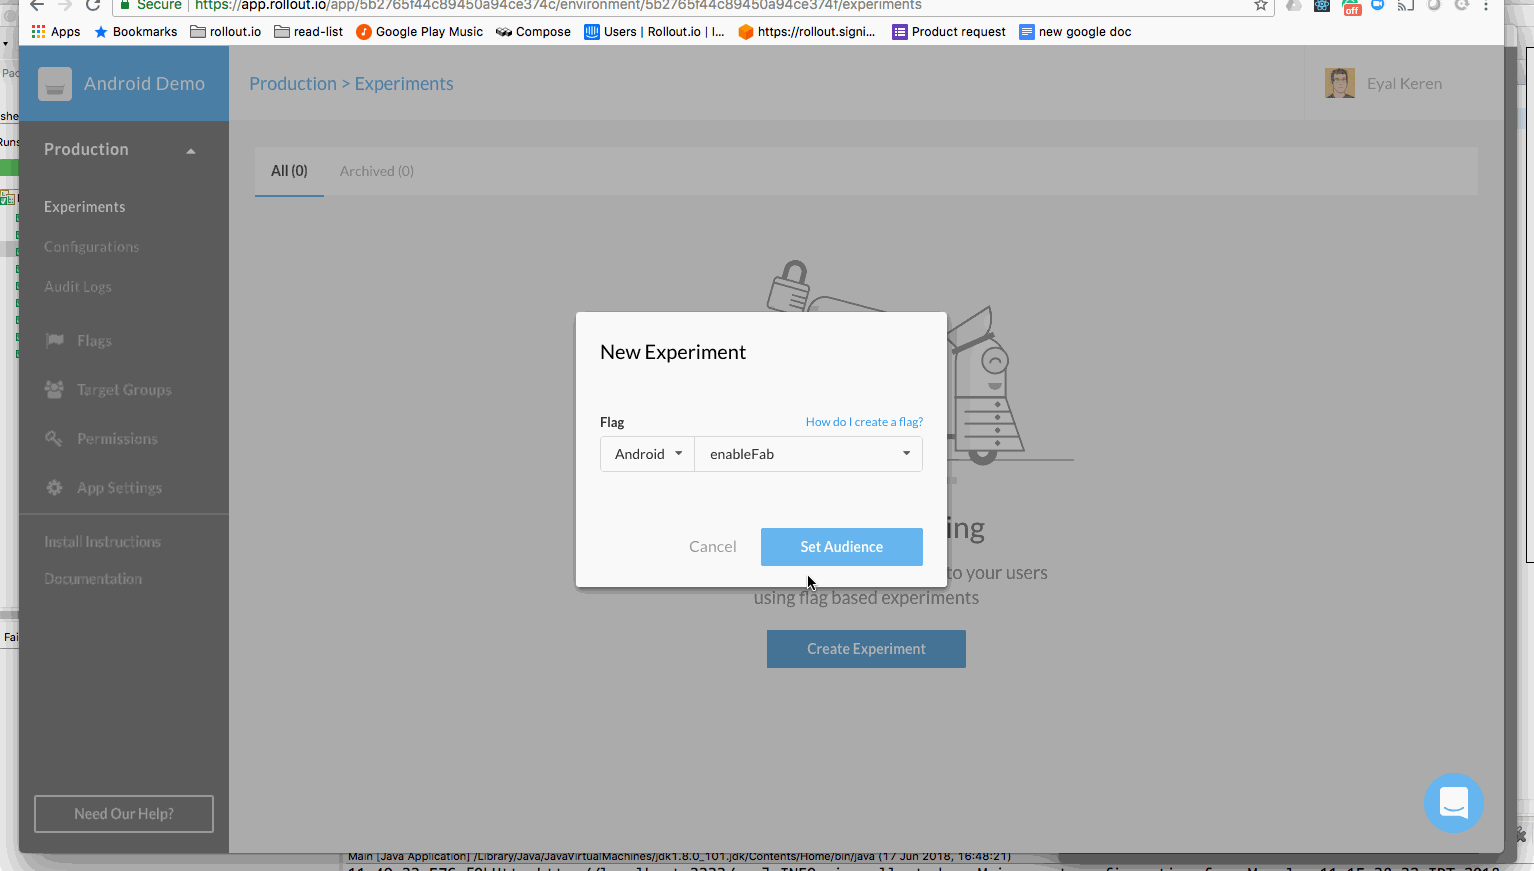 Secure https://app.rollout.io/app/5b2765f44c89450a94ce374c/environment/5b2765f44c89450a94ce374f/experiments
off
Apps Bookmarks rollout.io read-list Google Play Music Compose Users | Rollout.io | I... https://rollout.signi... Product request new google doc
Android Demo
Production > Experiments
Eyal Keren
Production
All (0) Archived (0)
Experiments
Configurations
Audit Logs
Flags
Target Groups
Permissions
App Settings
Install Instructions
Documentation
Need Our Help?
New Experiment
Flag How do I create a flag?
Android enableFab
Cancel Set Audience
ing
to your users
using flag based experiments
Create Experiment
Fai
Main [Java Application] /Library/Java/JavaVirtualMachines/jdk1.8.0_101.jdk/Contents/Home/bin/java (17 Jun 2018, 16:48:21)